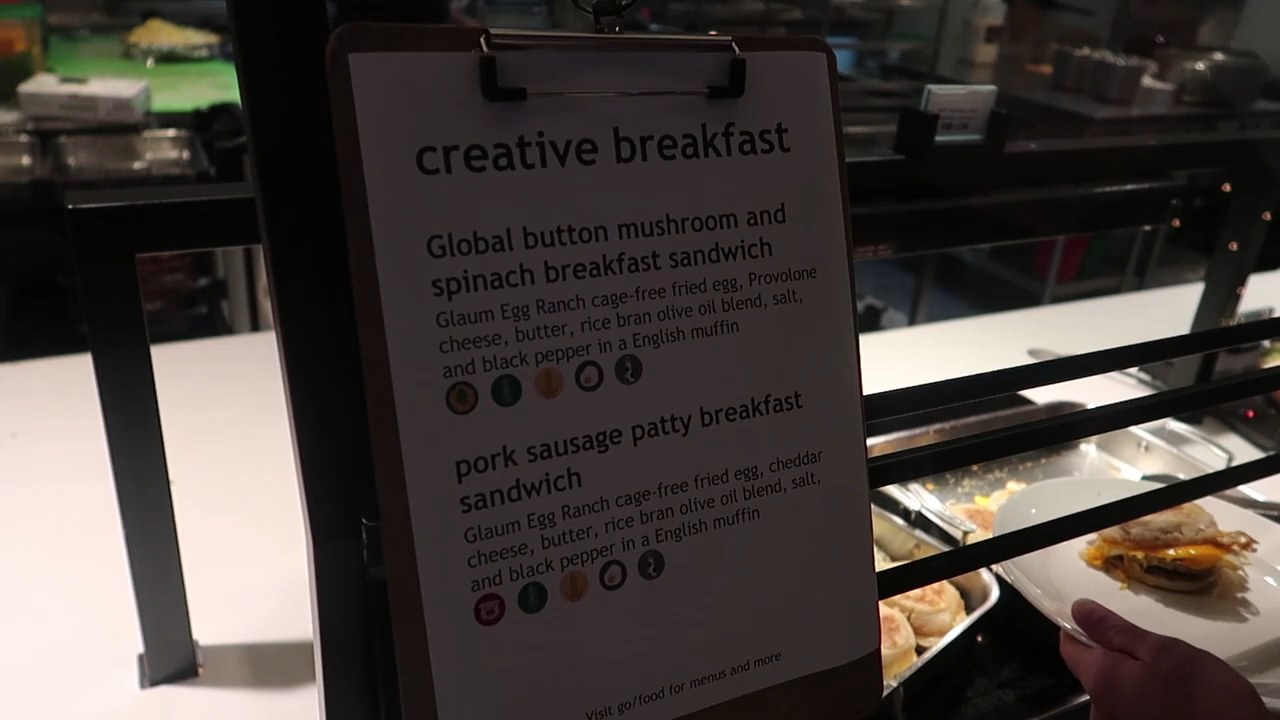 creative breakfast
Global button mushroom and
spinach breakfast sandwich
Glaum Egg Ranch cage-free fried egg, Provolone
cheese, butter, rice bran olive oil blend, salt,
and black pepper in a English muffin
pork sausage patty breakfast
sandwich
Glaum Egg Ranch cage-free fried egg, cheddar
cheese, butter, rice bran olive oil blend, salt,
and black pepper in a English muffin
Visit go/food for menus and more